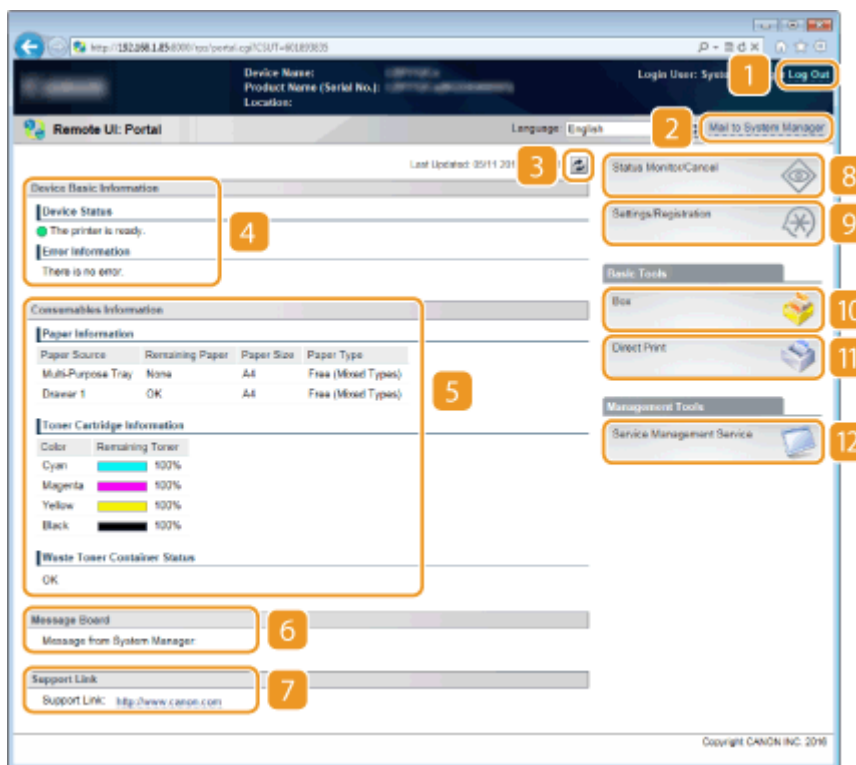 http://192.168.1.85:8000/rps/portal.cgi?CSUT=601893835
Device Name:
Product Name (Serial No.):
Location:
Login User:
1
Log Out
Remote UI: Portal
Language: English
2
Mail to System Manager
Last Updated: 05/11
3
Device Basic Information
Device Status
The printer is ready.
Error Information
There is no error.
4
Consumables Information
Paper Information
Paper Source Remaining Paper Paper Size Paper Type
Multi-Purpose Tray None A4 Free (Mixed Types)
Drawer 1 OK A4 Free (Mixed Types)
5
Toner Cartridge Information
Color Remaining Toner
Cyan 100%
Magenta 100%
Yellow 100%
Black 100%
Waste Toner Container Status
OK
Message Board
Message from System Manager:
6
Support Link
Support Link: http://www.canon.com
7
Status Monitor/Cancel
8
Settings/Registration
9
Basic Tools
Box
10
Direct Print
11
Management Tools
Service Management Service
12
Copyright CANON INC. 2016